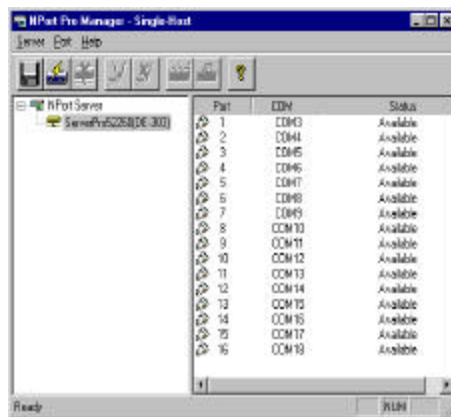 NPort Pro Manager - Single-Host
Server Port Help
NPort Server
Port COM Status
1 COM3 Available
2 COM4 Available
3 COM5 Available
4 COM6 Available
5 COM7 Available
6 COM8 Available
7 COM9 Available
8 COM10 Available
9 COM11 Available
10 COM12 Available
11 COM13 Available
12 COM14 Available
13 COM15 Available
14 COM16 Available
15 COM17 Available
16 COM18 Available
Ready NUM